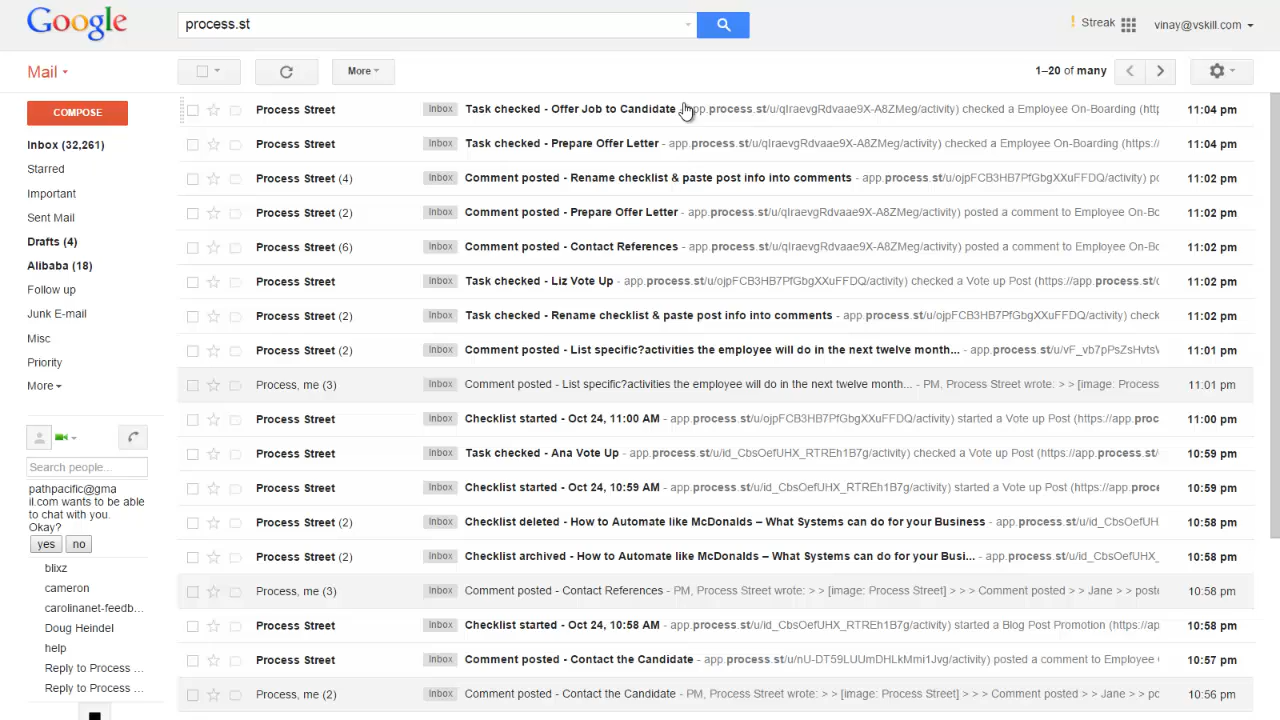 Google
process.st
Streak
vinay@vskill.com
Mail
More
1–20 of many
COMPOSE
Inbox (32,261)
Starred
Important
Sent Mail
Drafts (4)
Alibaba (18)
Follow up
Junk E-mail
Misc
Priority
More
Search people...
pathpacific@gma
il.com wants to be able
to chat with you.
Okay?
yes no
blixz
cameron
carolinanet-feedb...
Doug Heindel
help
Reply to Process ...
Reply to Process ...
Process Street Inbox Task checked - Offer Job to Candidate - app.process.st/u/qIraevgRdvaae9X-A8ZMeg/activity) checked a Employee On-Boarding (http 11:04 pm
Process Street Inbox Task checked - Prepare Offer Letter - app.process.st/u/qIraevgRdvaae9X-A8ZMeg/activity) checked a Employee On-Boarding (https:// 11:04 pm
Process Street (4) Inbox Comment posted - Rename checklist & paste post info into comments - app.process.st/u/ojpFCB3HB7PfGbgXXuFFDQ/activity) po 11:02 pm
Process Street (2) Inbox Comment posted - Prepare Offer Letter - app.process.st/u/qIraevgRdvaae9X-A8ZMeg/activity) posted a comment to Employee On-Bo 11:02 pm
Process Street (6) Inbox Comment posted - Contact References - app.process.st/u/qIraevgRdvaae9X-A8ZMeg/activity) posted a comment to Employee On-Bo 11:02 pm
Process Street Inbox Task checked - Liz Vote Up - app.process.st/u/ojpFCB3HB7PfGbgXXuFFDQ/activity) checked a Vote up Post (https://app.process.st/ 11:02 pm
Process Street (2) Inbox Task checked - Rename checklist & paste post info into comments - app.process.st/u/ojpFCB3HB7PfGbgXXuFFDQ/activity) check 11:02 pm
Process Street (2) Inbox Comment posted - List specific?activities the employee will do in the next twelve month... - app.process.st/u/vF_vb7pPsZsHvts 11:01 pm
Process, me (3) Inbox Comment posted - List specific?activities the employee will do in the next twelve month... - PM, Process Street wrote: > > [image: Process 11:01 pm
Process Street Inbox Checklist started - Oct 24, 11:00 AM - app.process.st/u/ojpFCB3HB7PfGbgXXuFFDQ/activity) started a Vote up Post (https://app.proc 11:00 pm
Process Street Inbox Task checked - Ana Vote Up - app.process.st/u/id_CbsOefUHX_RTREh1B7g/activity) checked a Vote up Post (https://app.process.st/ 10:59 pm
Process Street Inbox Checklist started - Oct 24, 10:59 AM - app.process.st/u/id_CbsOefUHX_RTREh1B7g/activity) started a Vote up Post (https://app.proce 10:59 pm
Process Street (2) Inbox Checklist deleted - How to Automate like McDonalds – What Systems can do for your Business - app.process.st/u/id_CbsOefUH 10:58 pm
Process Street (2) Inbox Checklist archived - How to Automate like McDonalds – What Systems can do for your Busi... - app.process.st/u/id_CbsOefUHX_ 10:58 pm
Process, me (3) Inbox Comment posted - Contact References - PM, Process Street wrote: > > [image: Process Street] > > > Comment posted > > Jane > > poste 10:58 pm
Process Street Inbox Checklist started - Oct 24, 10:58 AM - app.process.st/u/id_CbsOefUHX_RTREh1B7g/activity) started a Blog Post Promotion (https://ap 10:58 pm
Process Street Inbox Comment posted - Contact the Candidate - app.process.st/u/nU-DT59LUUmDHLkMmi1Jvg/activity) posted a comment to Employee 10:57 pm
Process, me (2) Inbox Comment posted - Contact the Candidate - PM, Process Street wrote: > > [image: Process Street] > > > Comment posted > > Jane > > po 10:56 pm